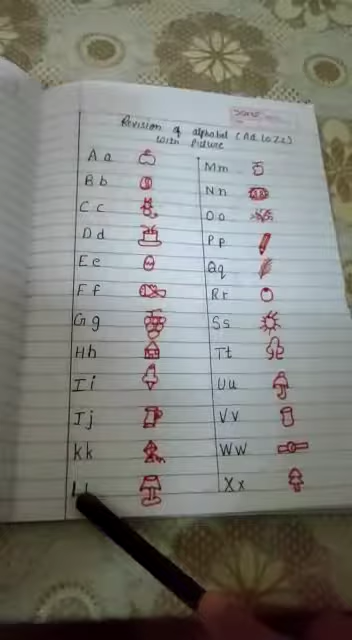 Revision of alphabet (Aa to Zz)
with Picture
Aa
Bb
Cc
Dd
Ee
Ff
Gg
Hh
Ii
Ij
kk
Mm
Nn
Oo
Pp
Qq
Rr
Ss
Tt
Uu
Vv
Ww
Xx